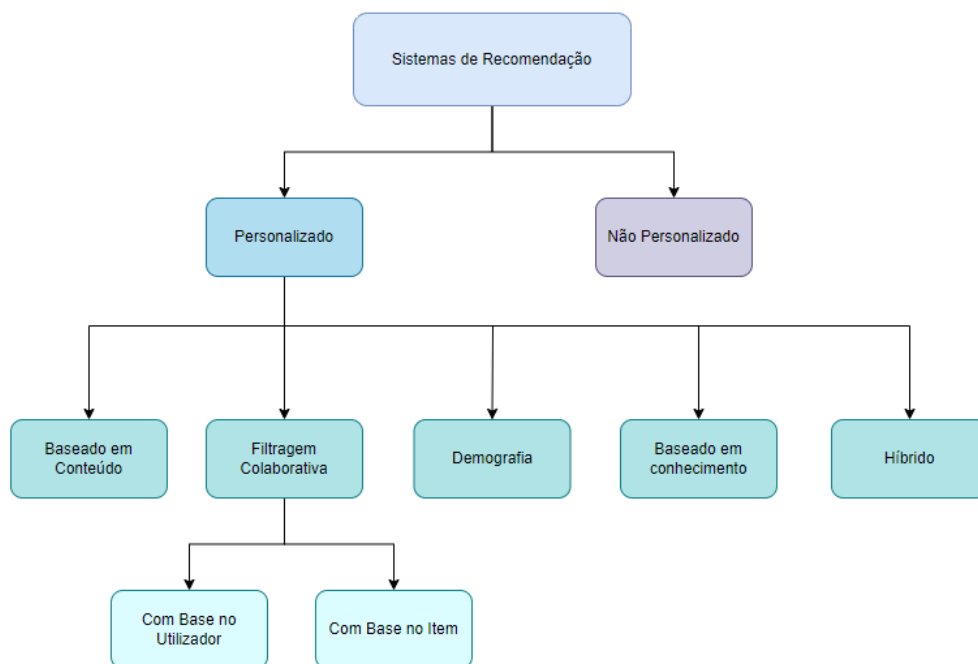 Sistemas de Recomendação
Personalizado
Não Personalizado
Baseado em
Conteúdo
Filtragem
Colaborativa
Demografia
Baseado em
conhecimento
Híbrido
Com Base no
Utilizador
Com Base no Item